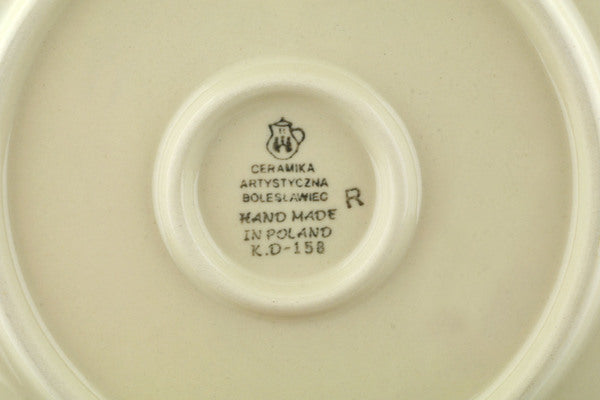 CERAMIKA
ARTYSTYCZNA
BOLESŁAWIEC
HAND MADE
IN POLAND
K.D-158
R